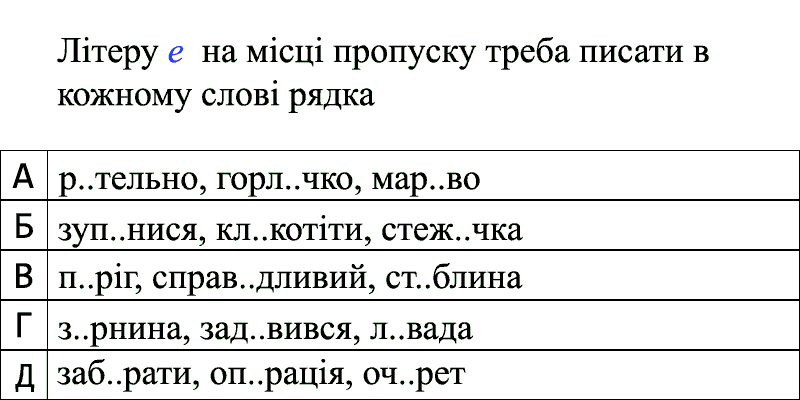 Літеру е на місці пропуску треба писати в
кожному слові рядка
А р..тельно, горл..чко, мар..во
Б зуп..нися, кл..котіти, стеж..чка
В п..ріг, справ..дливий, ст..блина
Г з..рнина, зад..вився, л..вада
Д заб..рати, оп..рація, оч..рет